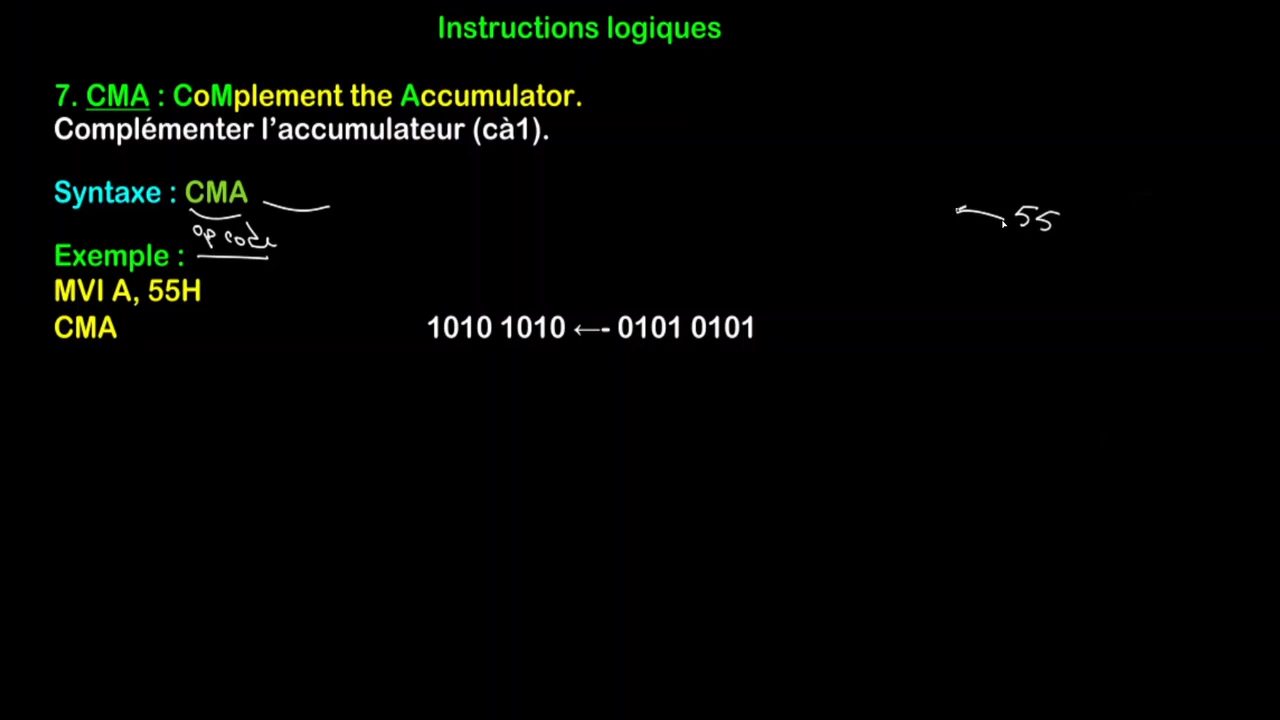 Instructions logiques
7. CMA : CoMplement the Accumulator.
Complémenter l’accumulateur (cà1).
Syntaxe : CMA
op code
55
Exemple :
MVI A, 55H
CMA 1010 1010 ←- 0101 0101